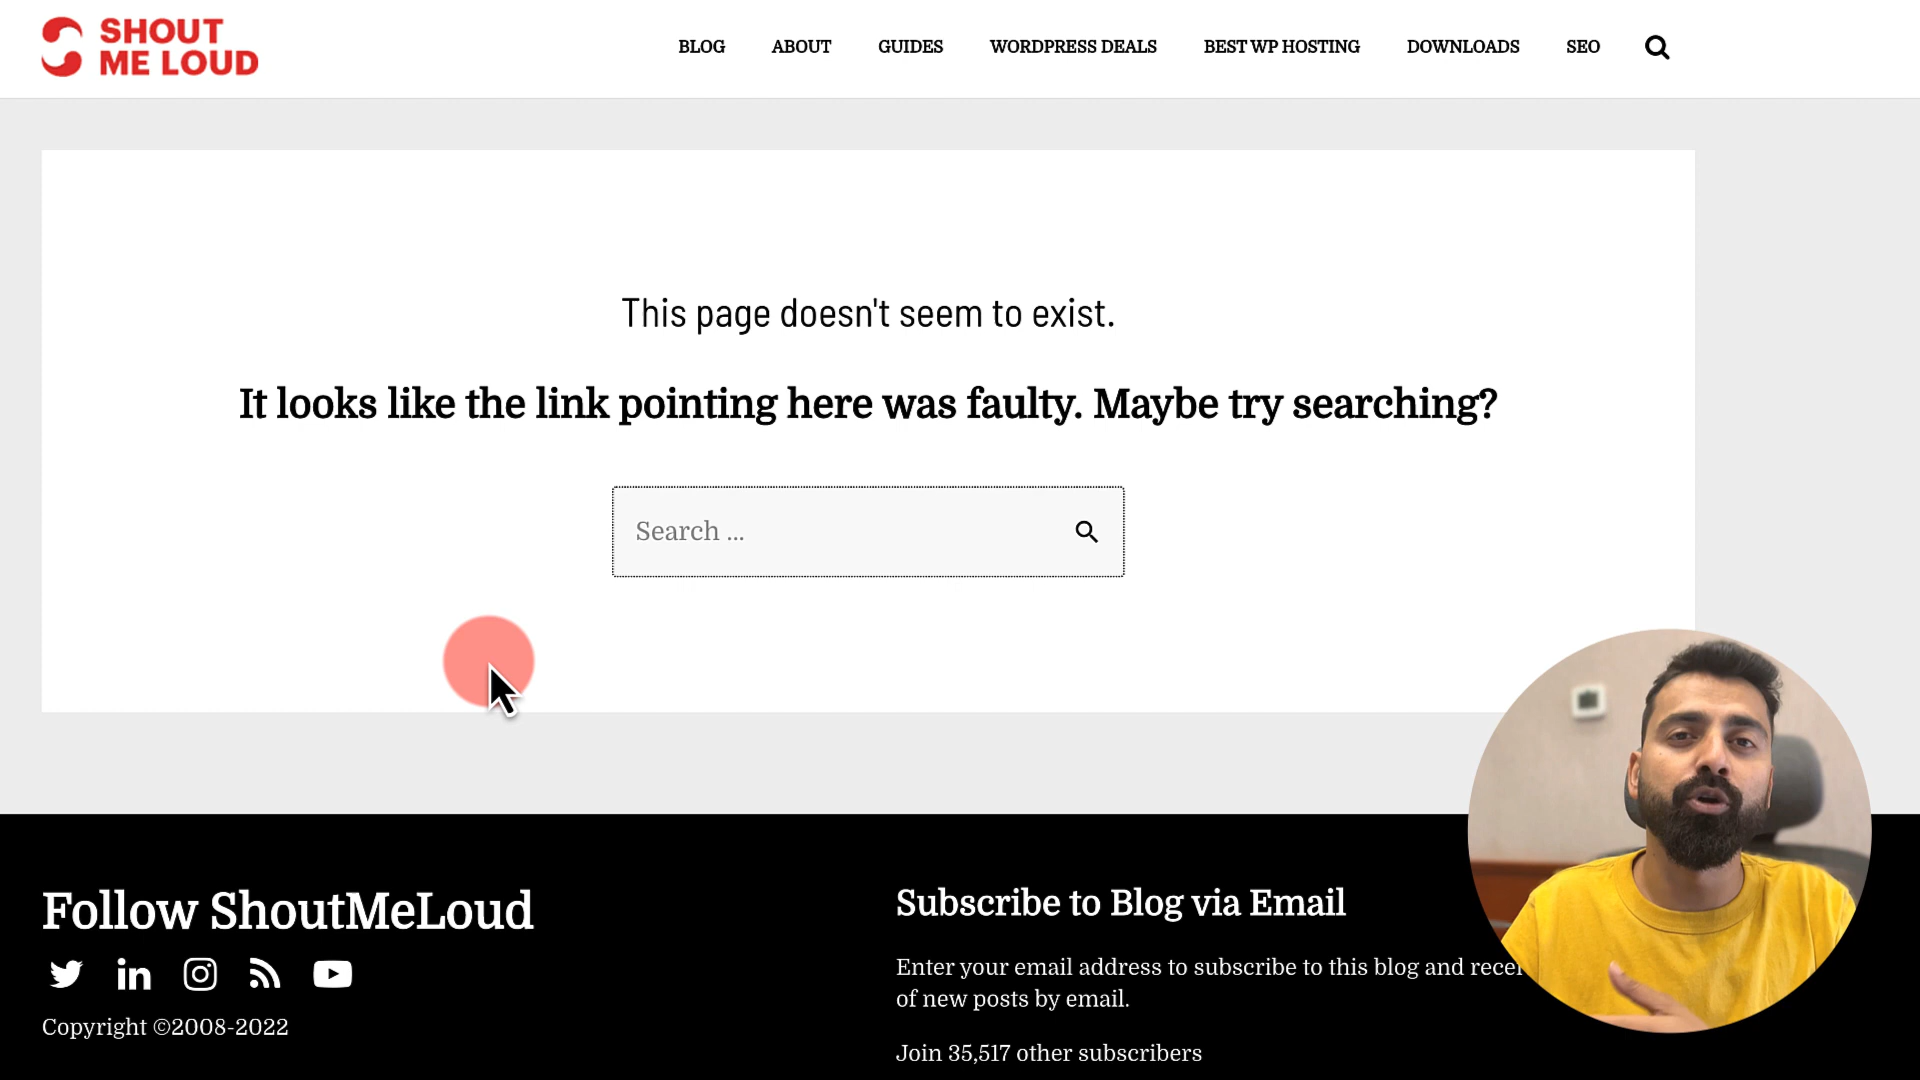 SHOUT
ME LOUD
BLOG ABOUT GUIDES WORDPRESS DEALS BEST WP HOSTING DOWNLOADS SEO
This page doesn't seem to exist.
It looks like the link pointing here was faulty. Maybe try searching?
Search ...
Follow ShoutMeLoud
Copyright ©2008-2022
Subscribe to Blog via Email
Enter your email address to subscribe to this blog and
of new posts by email.
Join 35,517 other subscribers